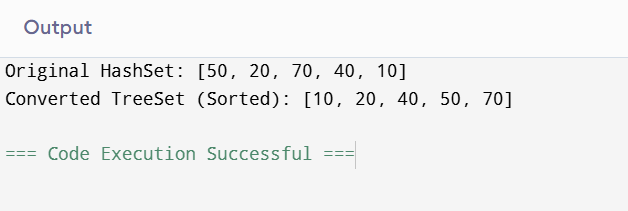 Output
Original HashSet: [50, 20, 70, 40, 10]
Converted TreeSet (Sorted): [10, 20, 40, 50, 70]
=== Code Execution Successful ===